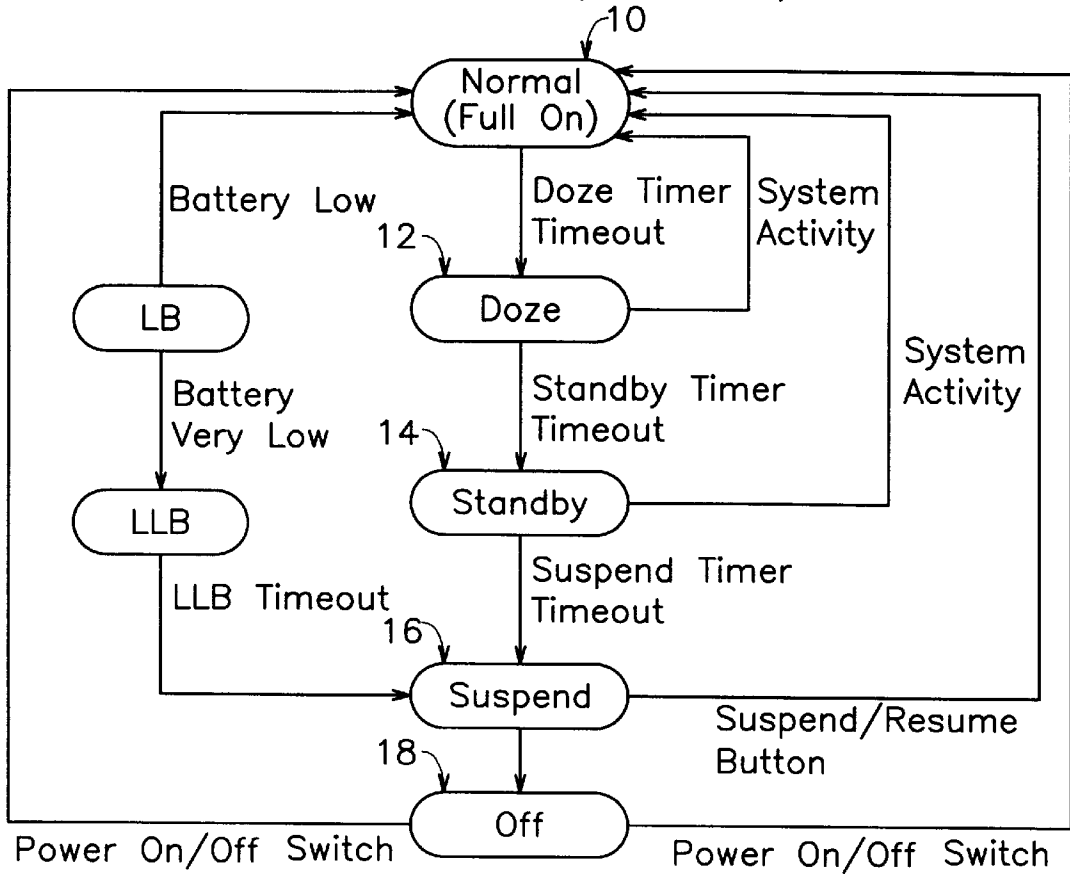 10
Normal
(Full On)
Battery Low
Doze Timer
Timeout
System
Activity
12
LB
Doze
System
Activity
Battery
Very Low
Standby Timer
Timeout
14
LLB
Standby
LLB Timeout
Suspend Timer
Timeout
16
Suspend
Suspend/Resume
Button
18
Off
Power On/Off Switch
Power On/Off Switch